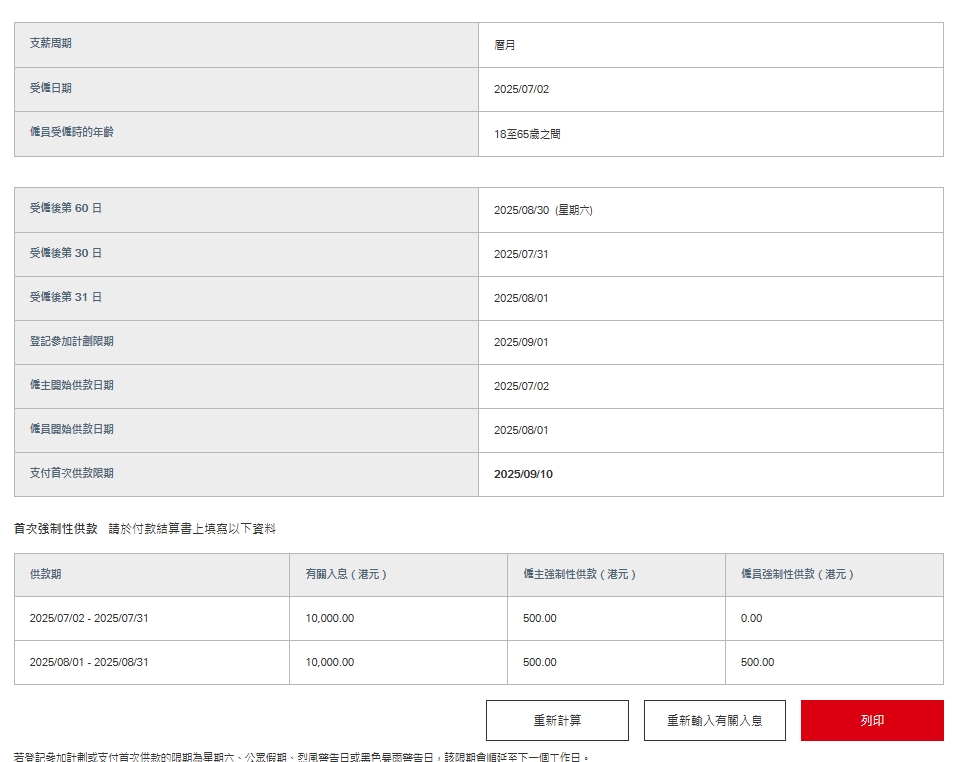 支薪周期 曆月
受僱日期 2025/07/02
僱員受僱時的年齡 18至65歲之間
受僱後第 60 日 2025/08/30 (星期六)
受僱後第 30 日 2025/07/31
受僱後第 31 日 2025/08/01
登記參加計劃限期 2025/09/01
僱主開始供款日期 2025/07/02
僱員開始供款日期 2025/08/01
支付首次供款限期 2025/09/10
首次強制性供款 請於付款結算書上填寫以下資料
供款期 有關入息 ( 港元 ) 僱主強制性供款 ( 港元 ) 僱員強制性供款 ( 港元 )
2025/07/02 - 2025/07/31 10,000.00 500.00 0.00
2025/08/01 - 2025/08/31 10,000.00 500.00 500.00
重新計算 重新輸入有關入息 列印
若登記參加計劃或支付首次供款的限期為星期六、公眾假期、烈風警告日或黑色暴雨警告日，該限期會順延至下一個工作日。